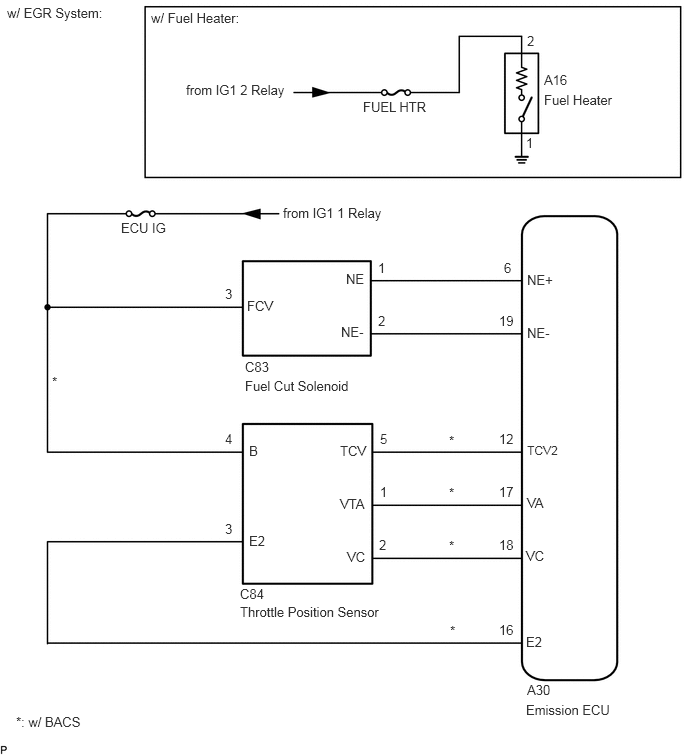 w/ EGR System:
w/ Fuel Heater:
2
from IG1 2 Relay
FUEL HTR
A16
Fuel Heater
1
ECU IG
from IG1 1 Relay
3
FCV
NE
1
6
NE+
NE-
2
19
NE-
C83
Fuel Cut Solenoid
*
4
B
TCV
5
*
12
TCV2
VTA
1
*
17
VA
3
E2
VC
2
*
18
VC
C84
Throttle Position Sensor
*
16
E2
A30
Emission ECU
*: w/ BACS
P